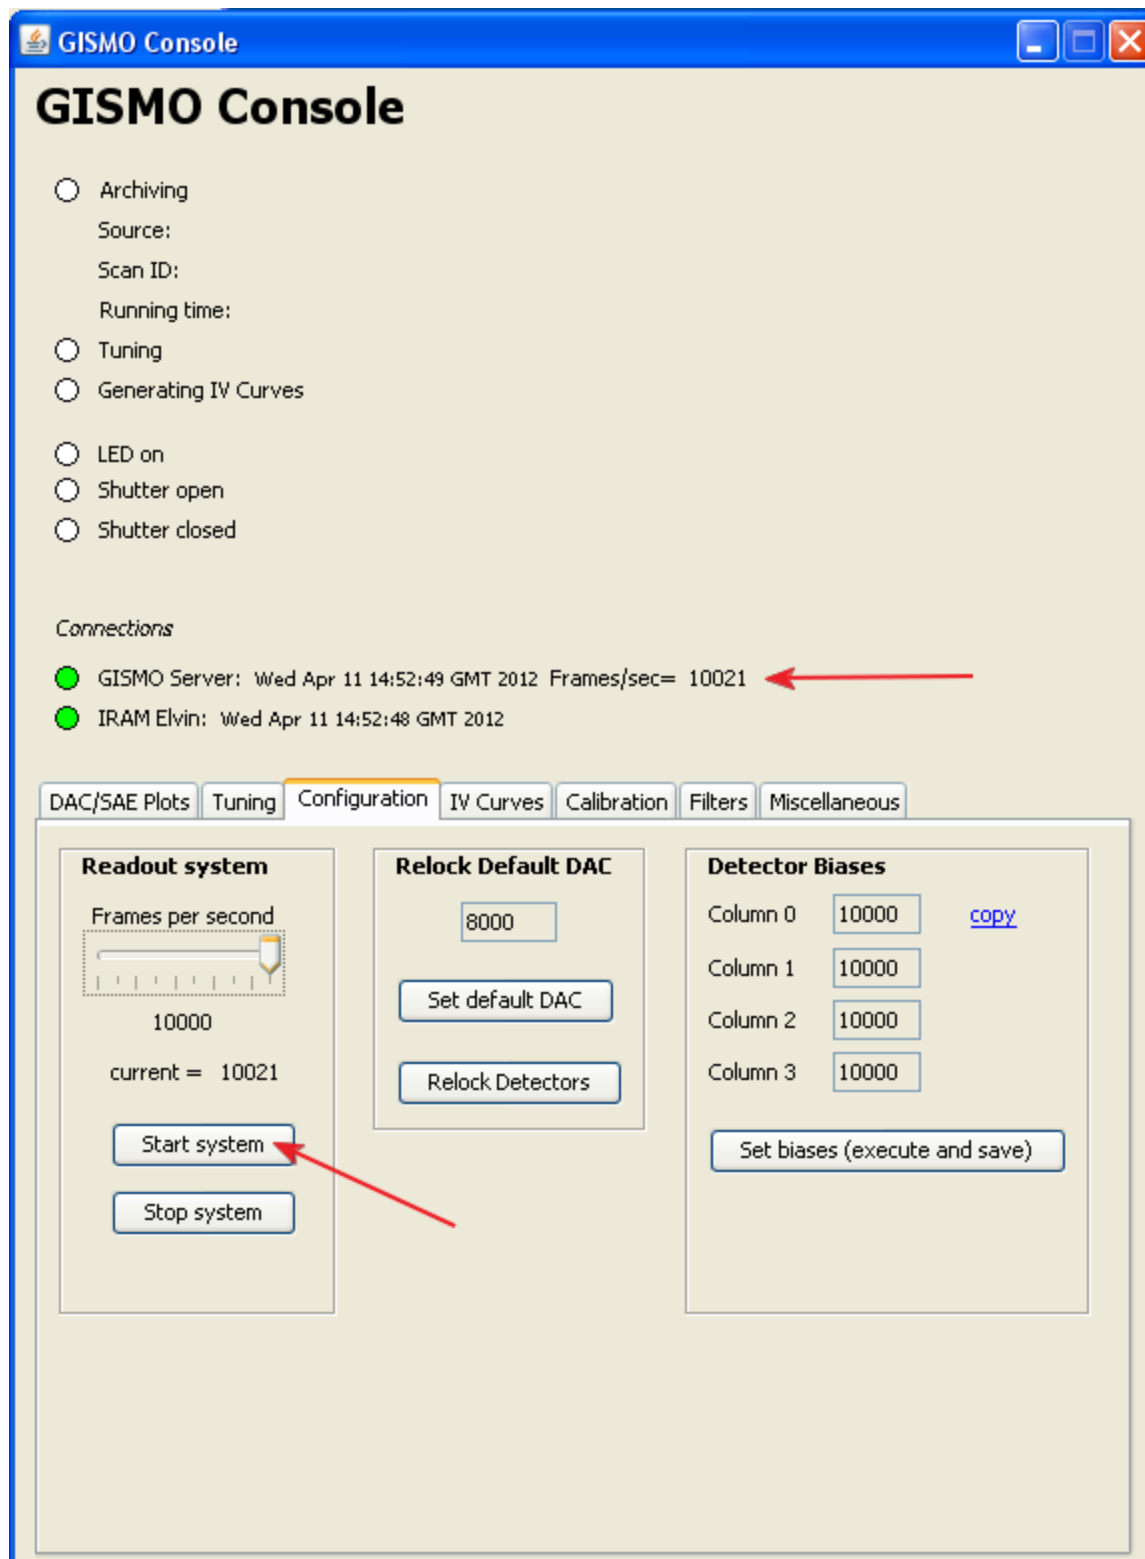 GISMO Console
GISMO Console
Archiving
Source:
Scan ID:
Running time:
Tuning
Generating IV Curves
LED on
Shutter open
Shutter closed
Connections
GISMO Server: Wed Apr 11 14:52:49 GMT 2012 Frames/sec= 10021
IRAM Elvin: Wed Apr 11 14:52:48 GMT 2012
DAC/SAE Plots Tuning Configuration IV Curves Calibration Filters Miscellaneous
Readout system
Frames per second
10000
current = 10021
Start system
Stop system
Relock Default DAC
8000
Set default DAC
Relock Detectors
Detector Biases
Column 0 10000 copy
Column 1 10000
Column 2 10000
Column 3 10000
Set biases (execute and save)